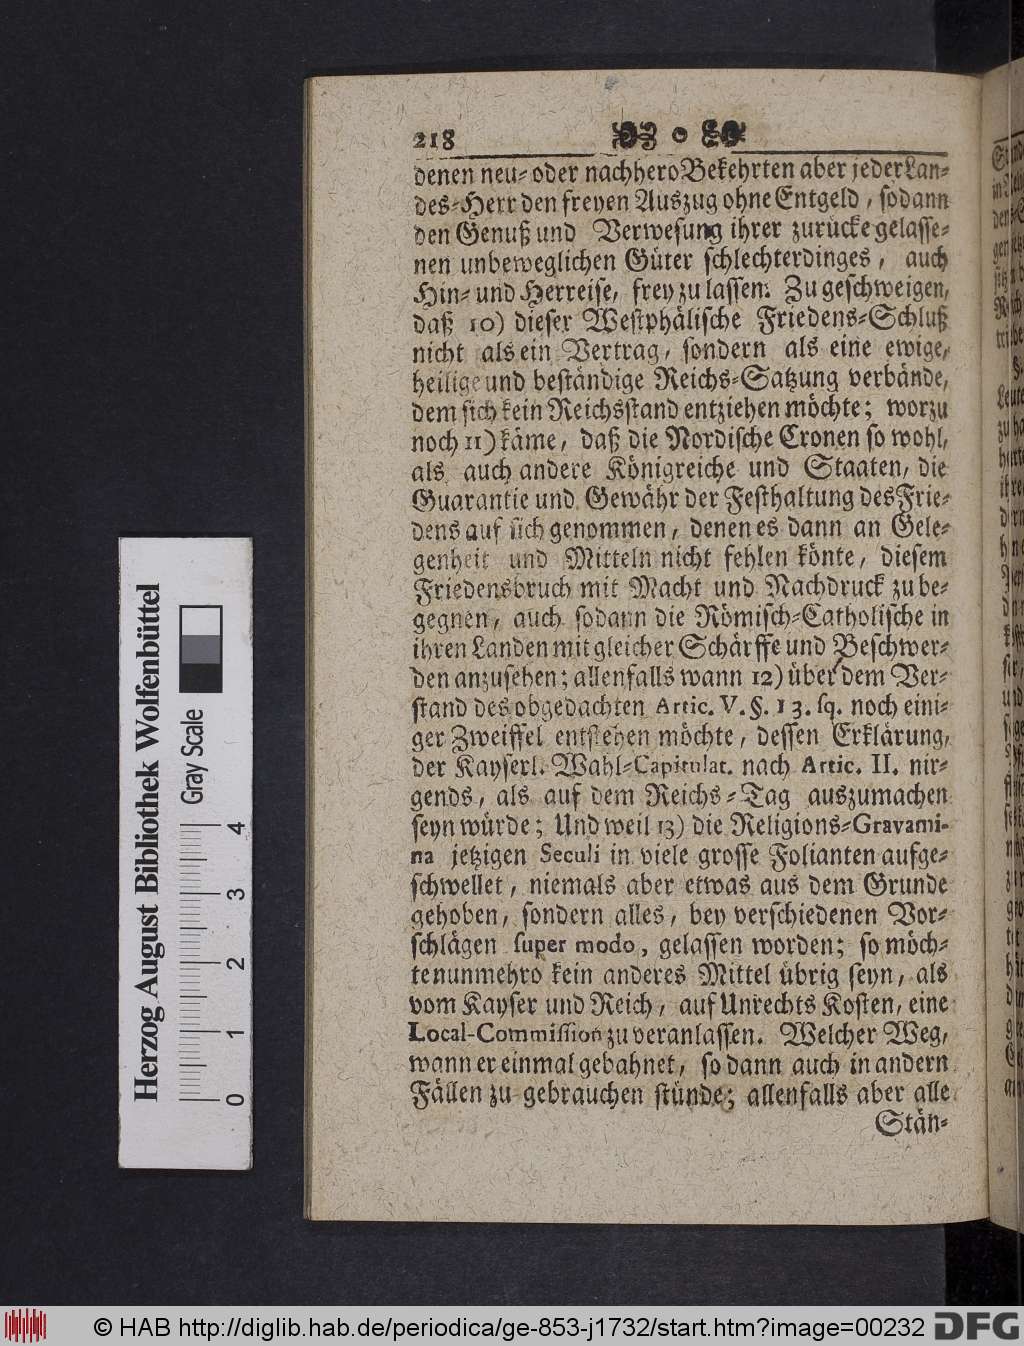 218
denen neu- oder nachhero Bekehrten aber jeder Lan-
des-Herr den freyen Auszug ohne Entgeld, sodann
den Genuß und Verwesung ihrer zurücke gelasse-
nen unbeweglichen Güter schlechterdinges, auch
Hin- und Herreise, frey zu lassen. Zu geschweigen,
daß 10) dieser Westphälische Friedens-Schluß
nicht als ein Vertrag, sondern als eine ewige,
heilige und beständige Reichs-Satzung verbände,
dem sich kein Reichsstand entziehen möchte; worzu
noch 11) käme, daß die Nordische Cronen so wohl,
als auch andere Königreiche und Staaten, die
Guarantie und Gewähr der Festhaltung des Frie-
dens auf sich genommen, denen es dann an Gele-
genheit und Mitteln nicht fehlen könte, diesem
Friedensbruch mit Macht und Nachdruck zu be-
gegnen, auch sodann die Römisch-Catholische in
ihren Landen mit gleicher Schärffe und Beschwer-
den anzusehen; allenfalls wann 12) über dem Ver-
stand des obgedachten Artic. V. §. 13. sq. noch eini-
ger Zweiffel entstehen möchte, dessen Erklärung,
der Kayserl. Wahl-Capitulat. nach Artic. II. nir-
gends, als auf dem Reichs-Tag auszumachen
seyn würde; Und weil 13) die Religions-Gravami-
na jetzigen Seculi in viele grosse Folianten aufge-
schwellet, niemals aber etwas aus dem Grunde
gehoben, sondern alles, bey verschiedenen Vor-
schlägen super modo, gelassen worden; so möch-
te nunmehro kein anderes Mittel übrig seyn, als
vom Kayser und Reich, auf Unrechts Kosten, eine
Local-Commission zu veranlassen. Welcher Weg,
wann er einmal gebahnet, so dann auch in andern
Fällen zu gebrauchen stünde; allenfalls aber alle
Stän-
Herzog August Bibliothek Wolfenbüttel
Gray Scale
0 1 2 3 4
© HAB http://diglib.hab.de/periodica/ge-853-j1732/start.htm?image=00232
DFG